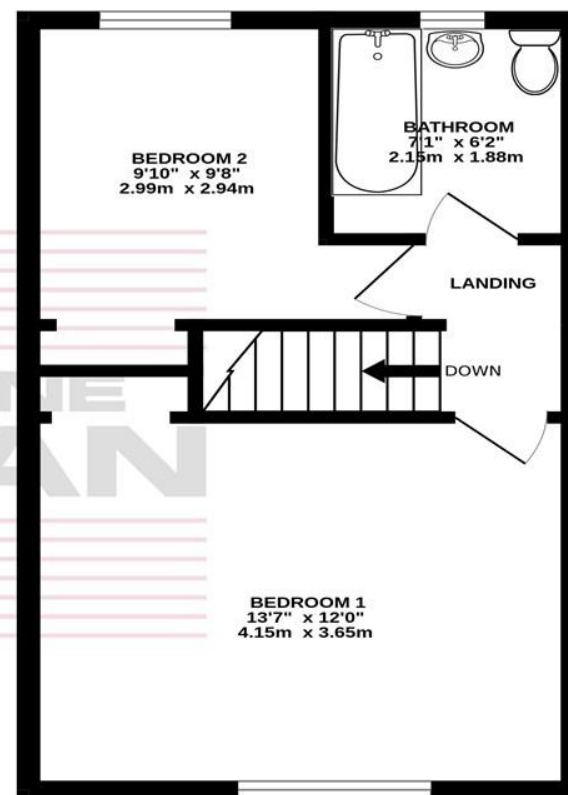 BEDROOM 2
9'10" x 9'8"
2.99m x 2.94m
BATHROOM
7'1" x 6'2"
2.15m x 1.88m
LANDING
DOWN
BEDROOM 1
13'7" x 12'0"
4.15m x 3.65m